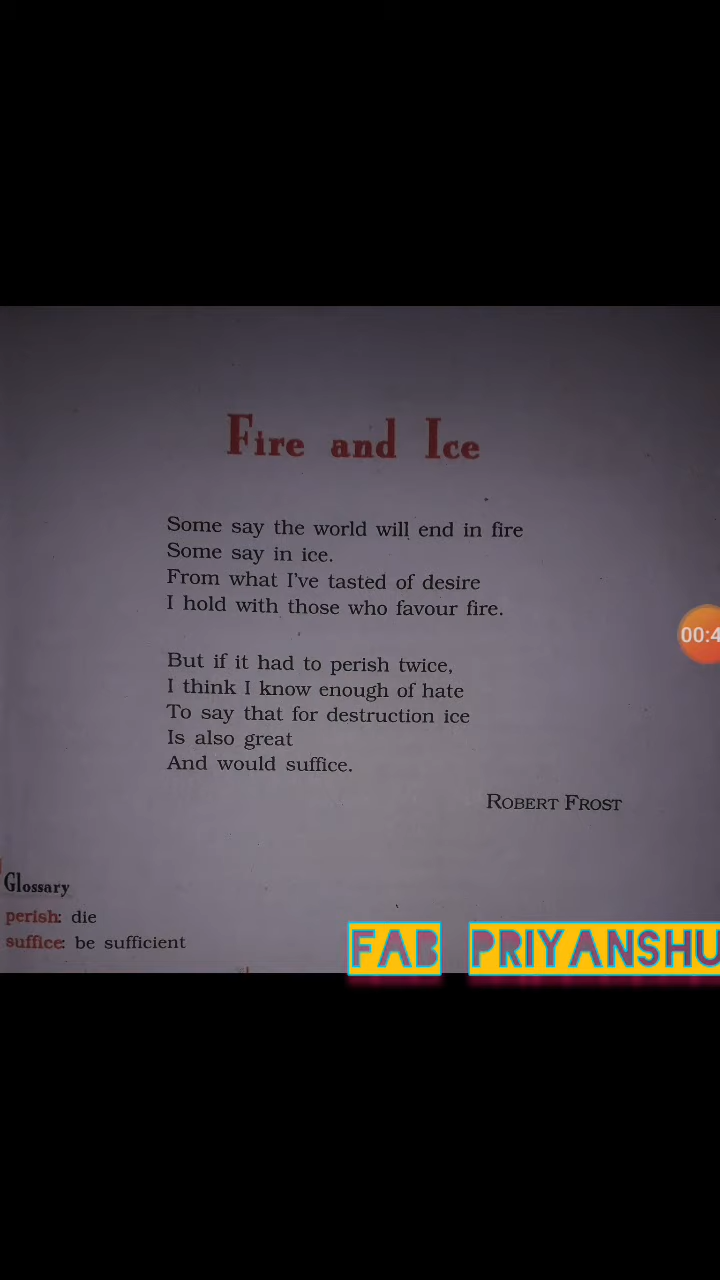 Fire and Ice
Some say the world will end in fire
Some say in ice.
From what I've tasted of desire
I hold with those who favour fire.
But if it had to perish twice,
I think I know enough of hate
To say that for destruction ice
Is also great
And would suffice.
ROBERT FROST
Glossary
perish: die
suffice: be sufficient
FAB PRIYANSHU
00:4